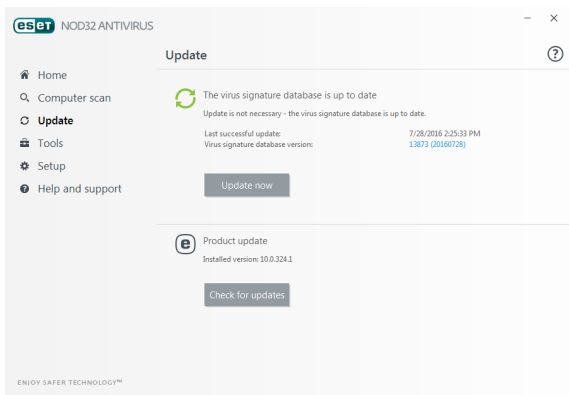 eseT NOD32 ANTIVIRUS
Update
Home
Computer scan
Update
Tools
Setup
Help and support
The virus signature database is up to date
Update is not necessary - the virus signature database is up to date.
Last successful update: 7/28/2016 2:25:33 PM
Virus signature database version: 13873 (20160728)
Update now
Product update
Installed version: 10.0.324.1
Check for updates
ENJOY SAFER TECHNOLOGY™